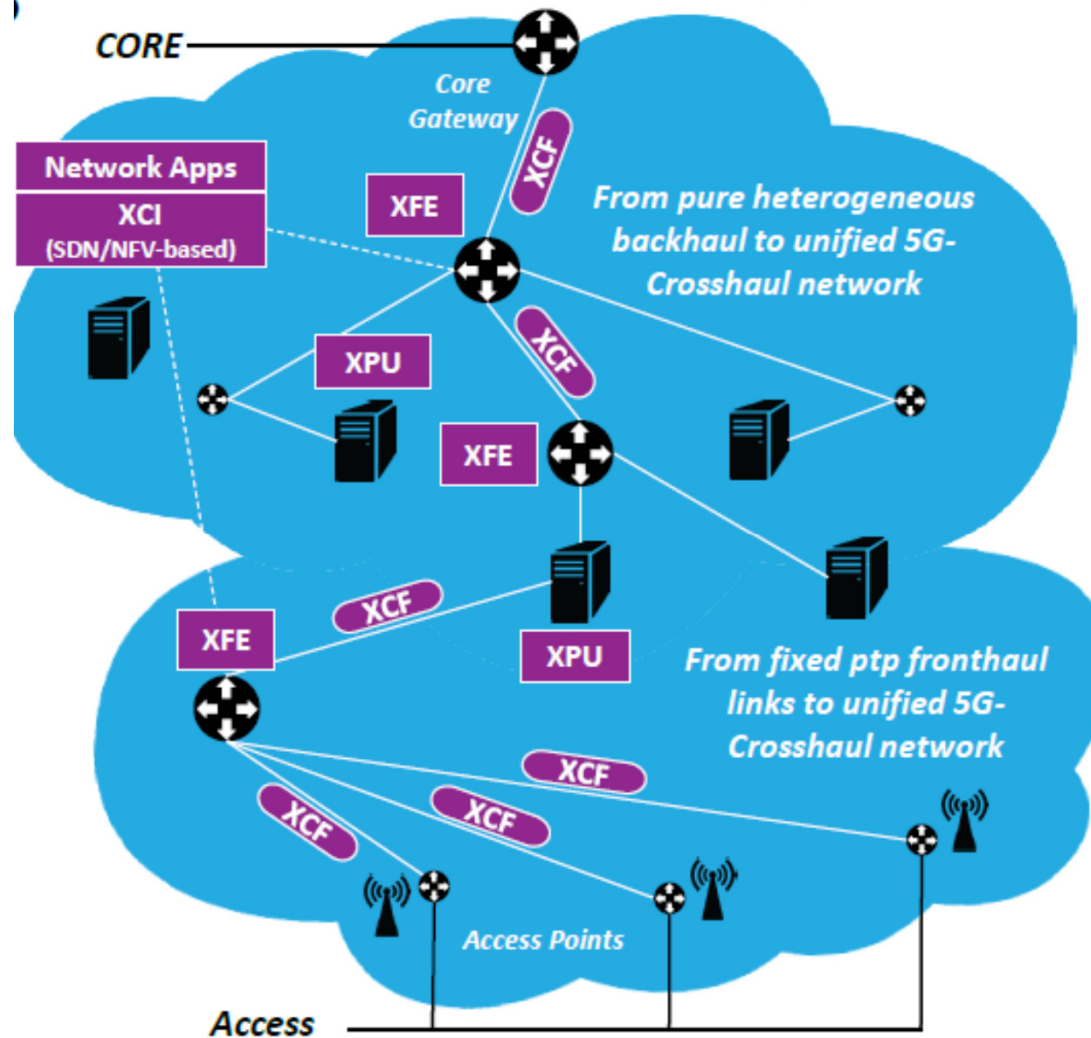 CORE
Core
Gateway
XCF
Network Apps
XCI
(SDN/NFV-based)
XFE
From pure heterogeneous
backhaul to unified 5G-
Crosshaul network
XCF
XPU
XFE
XCF
XFE
XPU
From fixed ptp fronthaul
links to unified 5G-
Crosshaul network
XCF
XCF
XCF
Access Points
Access